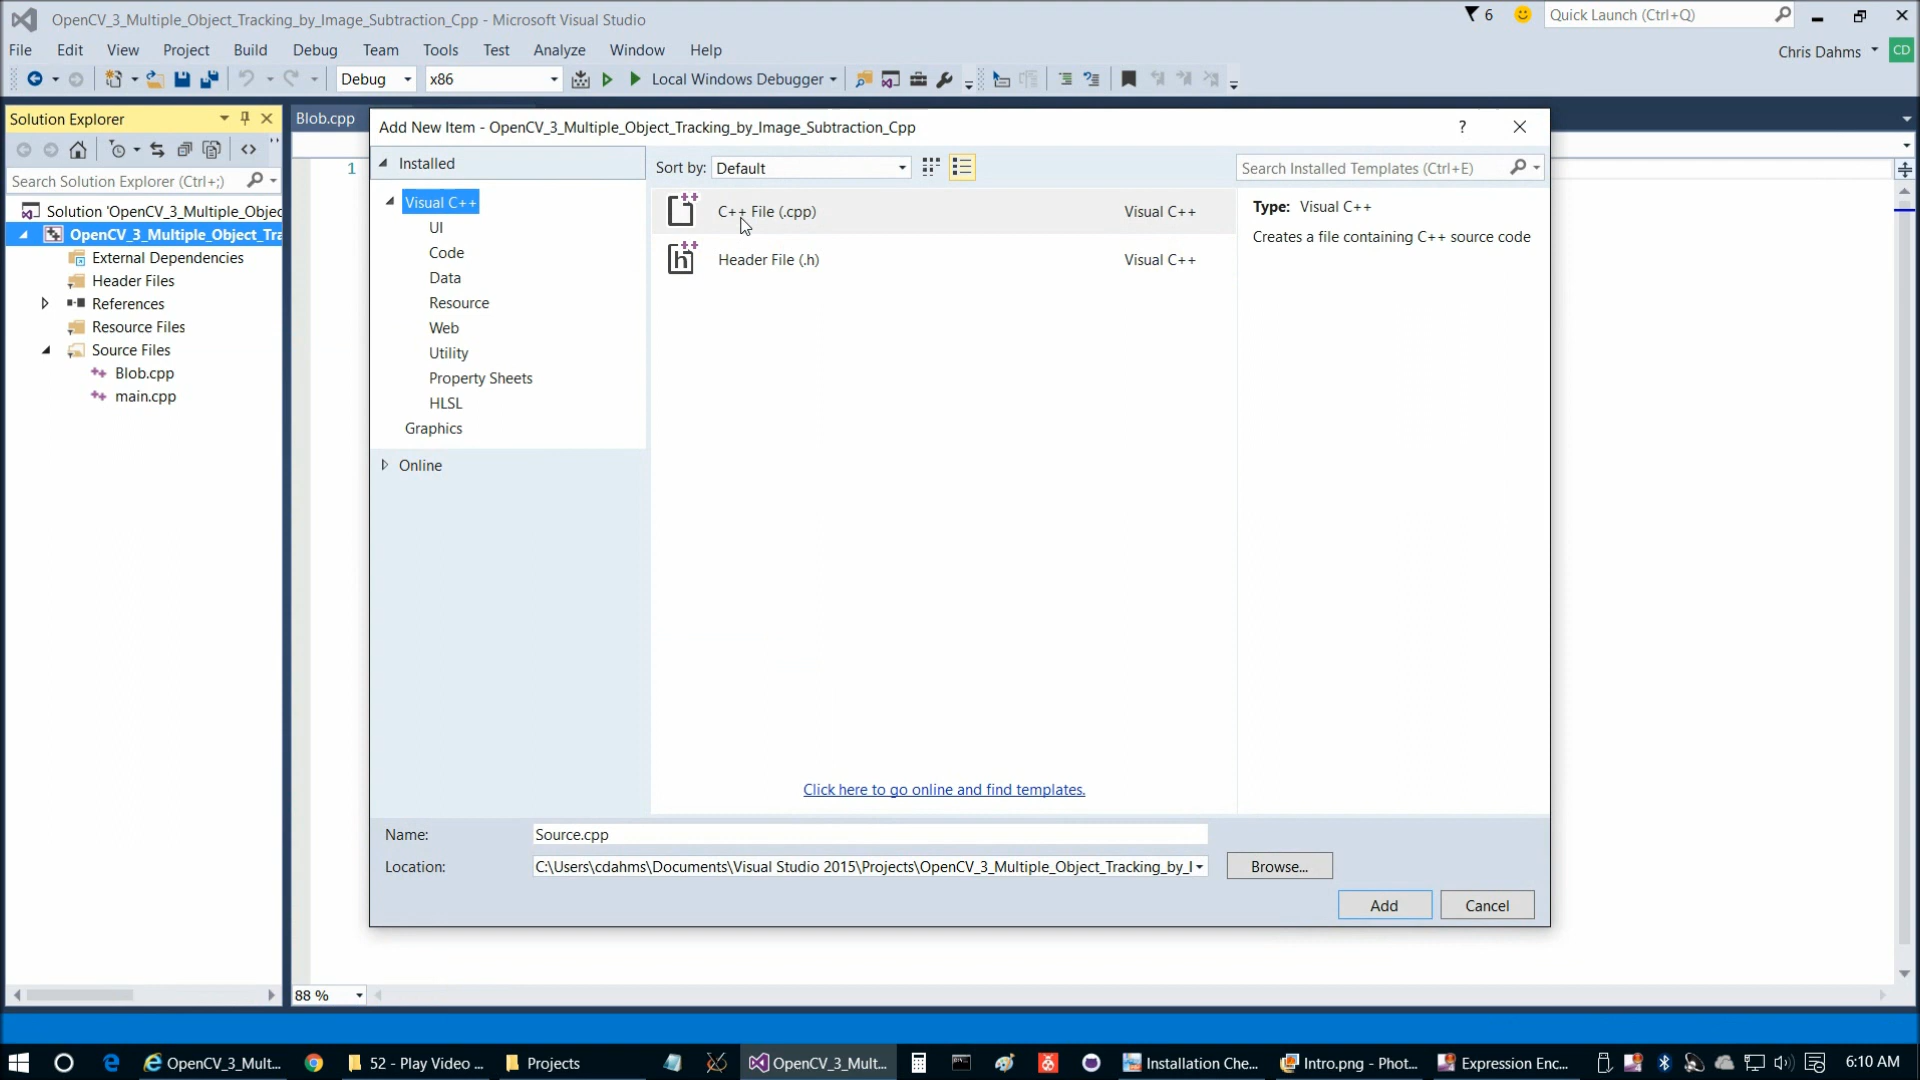 OpenCV_3_Multiple_Object_Tracking_by_Image_Subtraction_Cpp - Microsoft Visual Studio
6
Quick Launch (Ctrl+Q)
File Edit View Project Build Debug Team Tools Test Analyze Window Help
Chris Dahms CD
Debug x86 Local Windows Debugger
Solution Explorer
Search Solution Explorer (Ctrl+;)
Solution 'OpenCV_3_Multiple_Objec
OpenCV_3_Multiple_Object_Tra
External Dependencies
Header Files
References
Resource Files
Source Files
Blob.cpp
main.cpp
Blob.cpp
1
88 %
Add New Item - OpenCV_3_Multiple_Object_Tracking_by_Image_Subtraction_Cpp
?
Installed
Visual C++
UI
Code
Data
Resource
Web
Utility
Property Sheets
HLSL
Graphics
Online
Sort by: Default
Search Installed Templates (Ctrl+E)
C++ File (.cpp) Visual C++
Header File (.h) Visual C++
Type: Visual C++
Creates a file containing C++ source code
Click here to go online and find templates.
Name: Source.cpp
Location: C:\Users\cdahms\Documents\Visual Studio 2015\Projects\OpenCV_3_Multiple_Object_Tracking_by_I
Browse...
Add Cancel
OpenCV_3_Mult... 52 - Play Video ... Projects OpenCV_3_Mult... Installation Che... Intro.png - Phot... Expression Enc... 6:10 AM